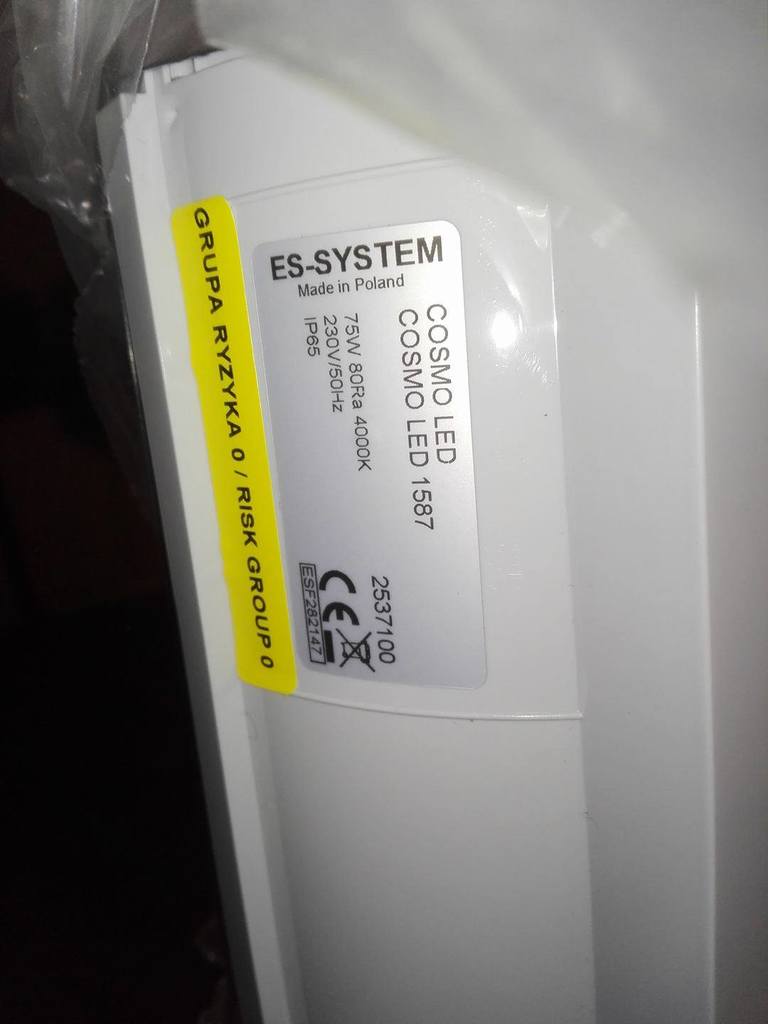 ES-SYSTEM
Made in Poland
COSMO LED
COSMO LED 1587
75W 80Ra 4000K
230V/50Hz
IP65
2537100
CE
ESF282147
GRUPA RYZYKA 0 / RISK GROUP 0